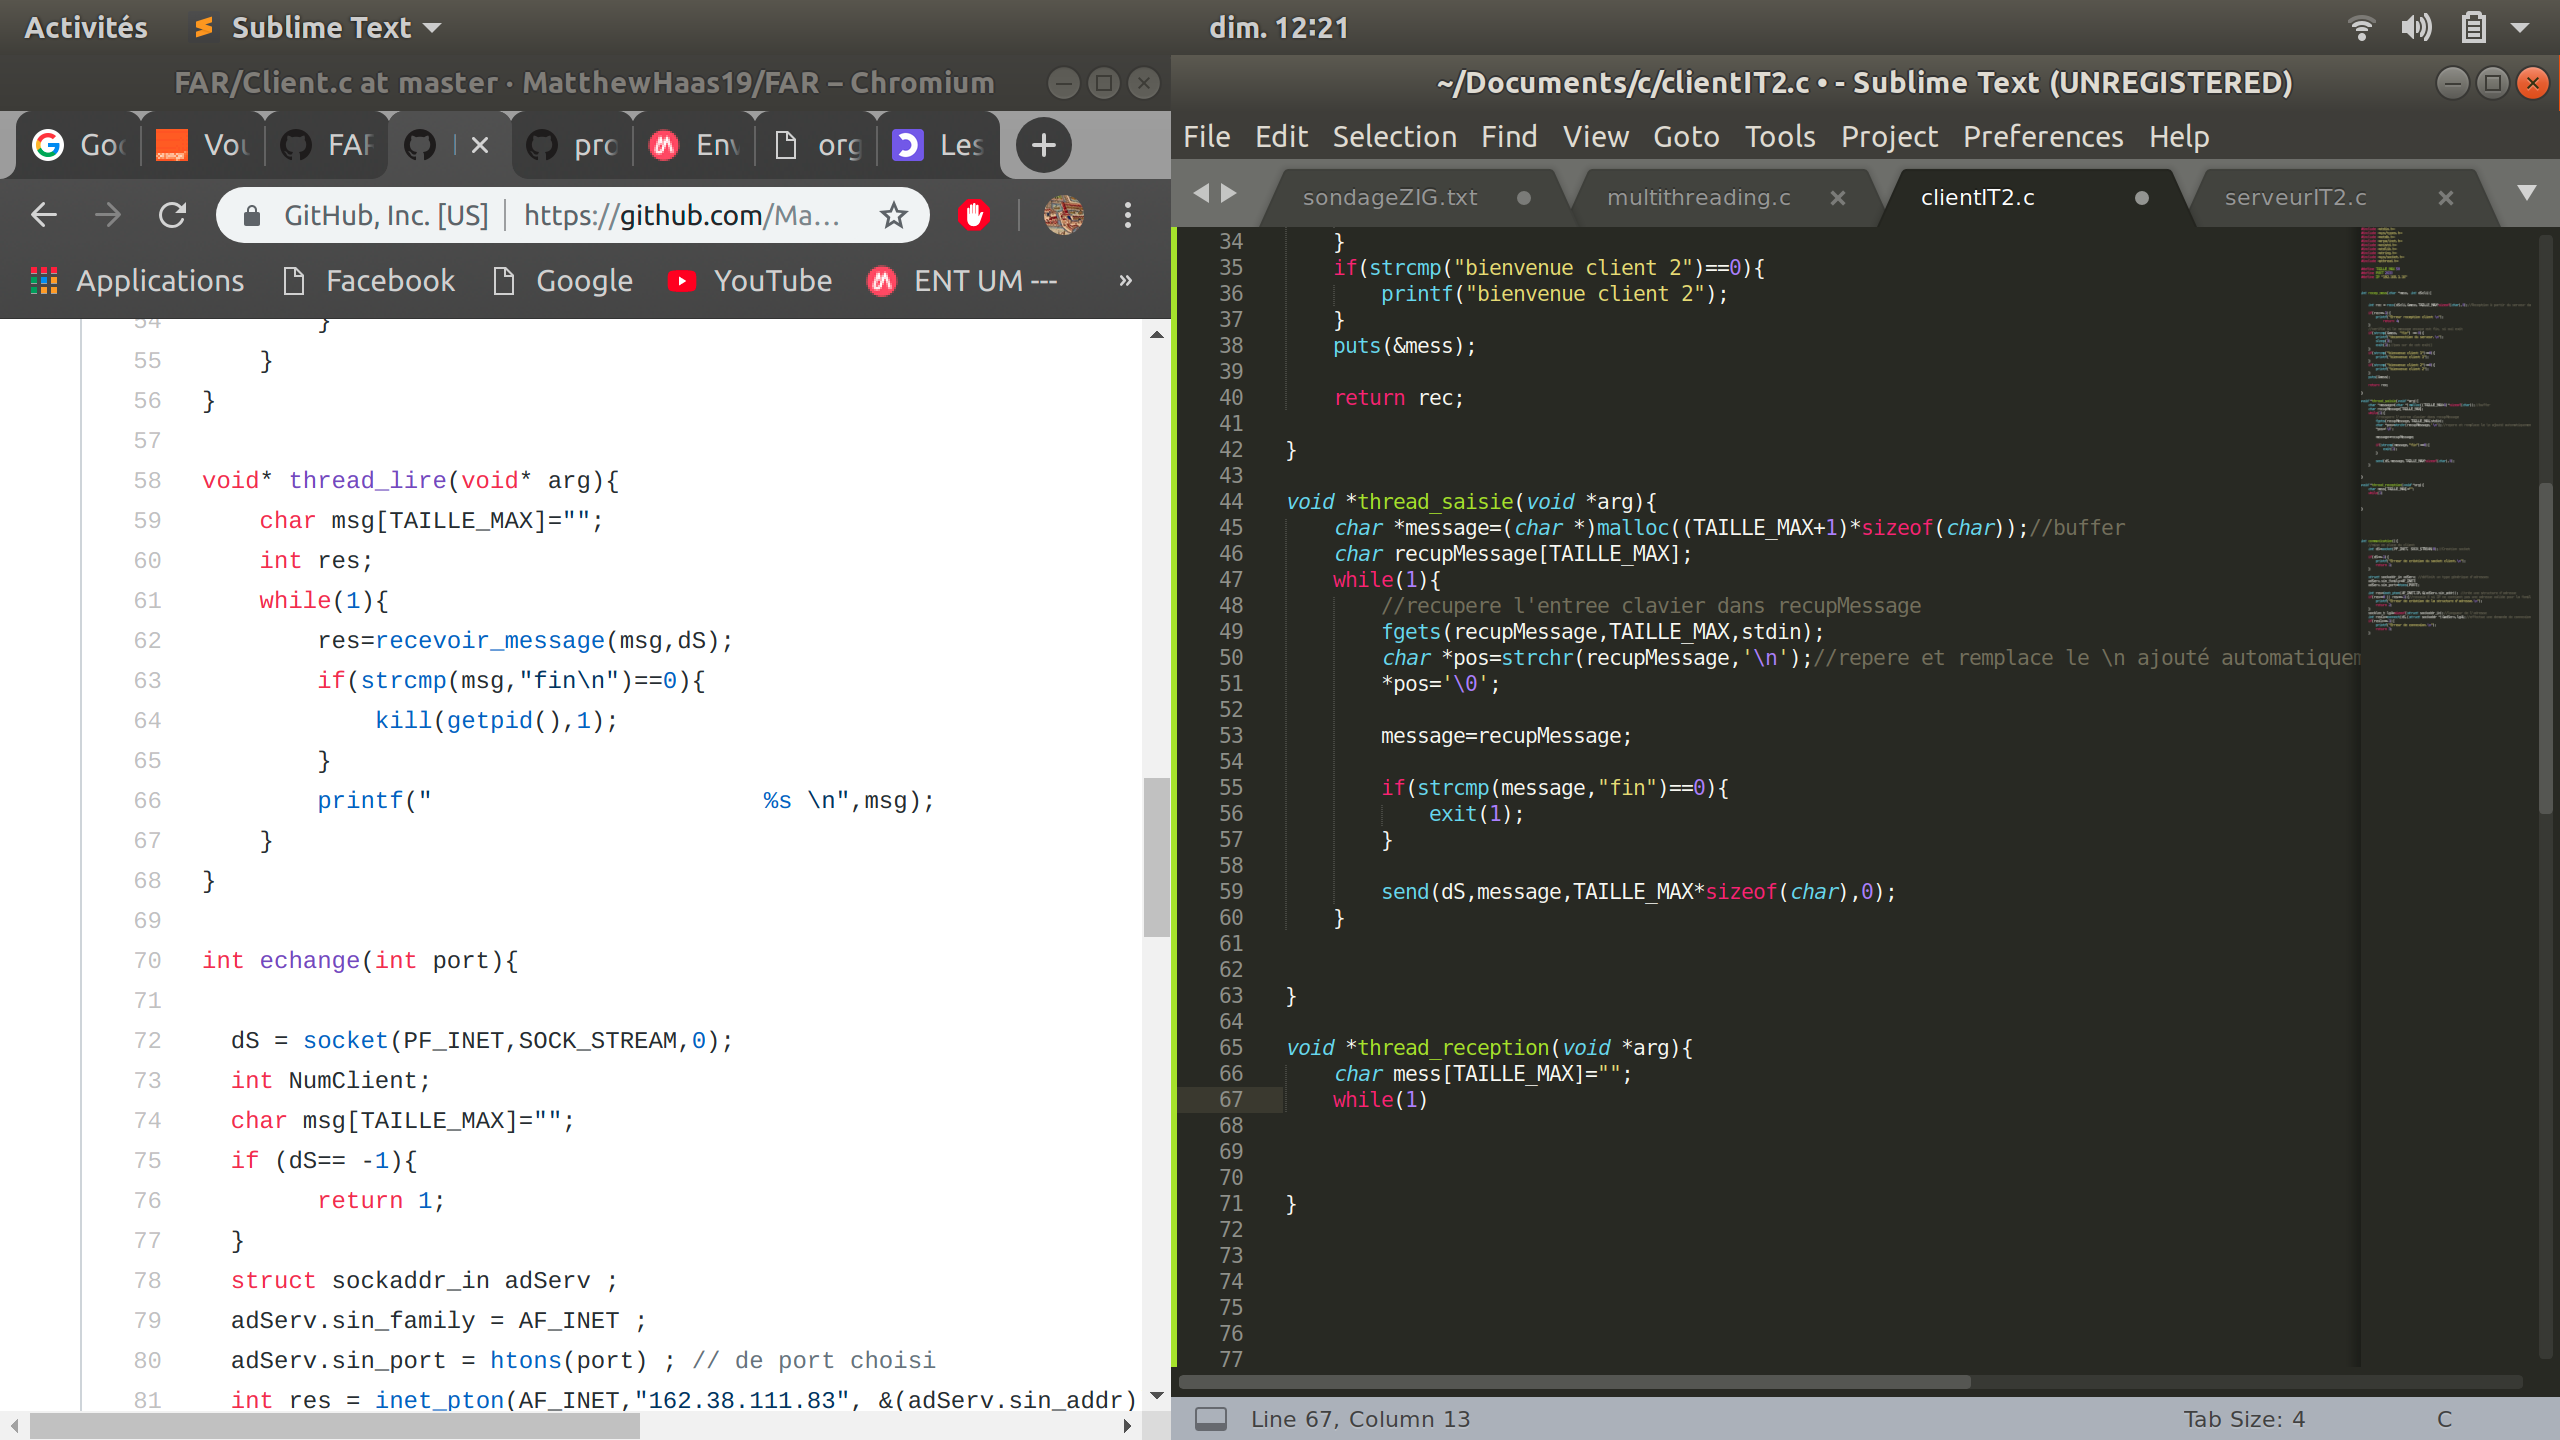 Activités
Sublime Text
dim. 12:21
FAR/Client.c at master · MatthewHaas19/FAR – Chromium
Goo
Vou
FAR
pro
Env
org
Les
GitHub, Inc. [US]
https://github.com/Ma...
Applications
Facebook
Google
YouTube
ENT UM ---
»
54 }
55 }
56 }
57
58 void* thread_lire(void* arg){
59 char msg[TAILLE_MAX]="";
60 int res;
61 while(1){
62 res=recevoir_message(msg,dS);
63 if(strcmp(msg,"fin\n")==0){
64 kill(getpid(),1);
65 }
66 printf("                       %s \n",msg);
67 }
68 }
69
70 int echange(int port){
71
72 dS = socket(PF_INET,SOCK_STREAM,0);
73 int NumClient;
74 char msg[TAILLE_MAX]="";
75 if (dS== -1){
76 return 1;
77 }
78 struct sockaddr_in adServ ;
79 adServ.sin_family = AF_INET ;
80 adServ.sin_port = htons(port) ; // de port choisi
81 int res = inet_pton(AF_INET,"162.38.111.83", &(adServ.sin_addr)
~/Documents/c/clientIT2.c • - Sublime Text (UNREGISTERED)
File Edit Selection Find View Goto Tools Project Preferences Help
sondageZIG.txt
multithreading.c
clientIT2.c
serveurIT2.c
34 }
35 if(strcmp("bienvenue client 2")==0){
36 printf("bienvenue client 2");
37 }
38 puts(&mess);
39
40 return rec;
41
42 }
43
44 void *thread_saisie(void *arg){
45 char *message=(char *)malloc((TAILLE_MAX+1)*sizeof(char));//buffer
46 char recupMessage[TAILLE_MAX];
47 while(1){
48 //recupere l'entree clavier dans recupMessage
49 fgets(recupMessage,TAILLE_MAX,stdin);
50 char *pos=strchr(recupMessage,'\n');//repere et remplace le \n ajouté automatiquem
51 *pos='\0';
52
53 message=recupMessage;
54
55 if(strcmp(message,"fin")==0){
56 exit(1);
57 }
58
59 send(dS,message,TAILLE_MAX*sizeof(char),0);
60 }
61
62
63 }
64
65 void *thread_reception(void *arg){
66 char mess[TAILLE_MAX]="";
67 while(1)
68
69
70
71 }
72
73
74
75
76
77
Line 67, Column 13
Tab Size: 4
C